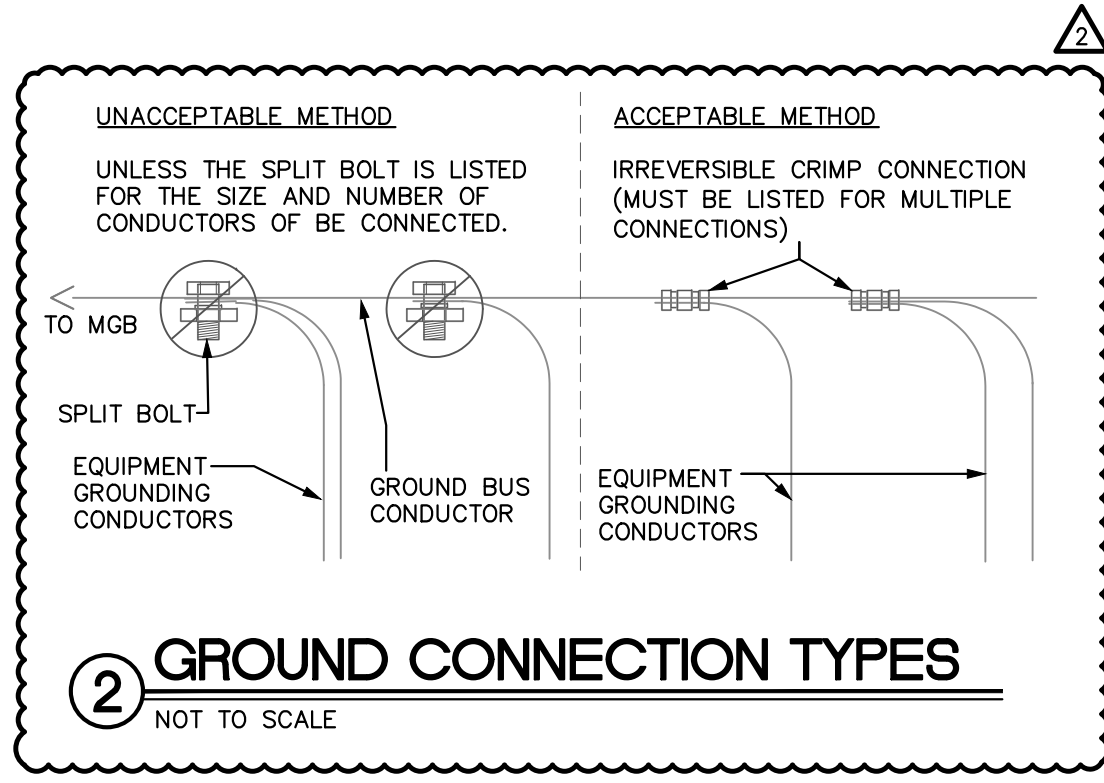 2
UNACCEPTABLE METHOD
UNLESS THE SPLIT BOLT IS LISTED
FOR THE SIZE AND NUMBER OF
CONDUCTORS OF BE CONNECTED.
TO MGB
SPLIT BOLT
EQUIPMENT
GROUNDING
CONDUCTORS
GROUND BUS
CONDUCTOR
ACCEPTABLE METHOD
IRREVERSIBLE CRIMP CONNECTION
(MUST BE LISTED FOR MULTIPLE
CONNECTIONS)
EQUIPMENT
GROUNDING
CONDUCTORS
2
GROUND CONNECTION TYPES
NOT TO SCALE